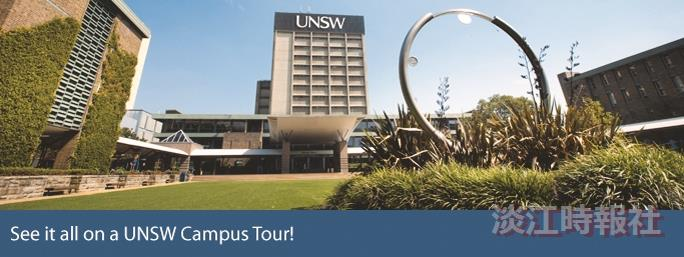 UNSW
See it all on a UNSW Campus Tour!
淡江時報社